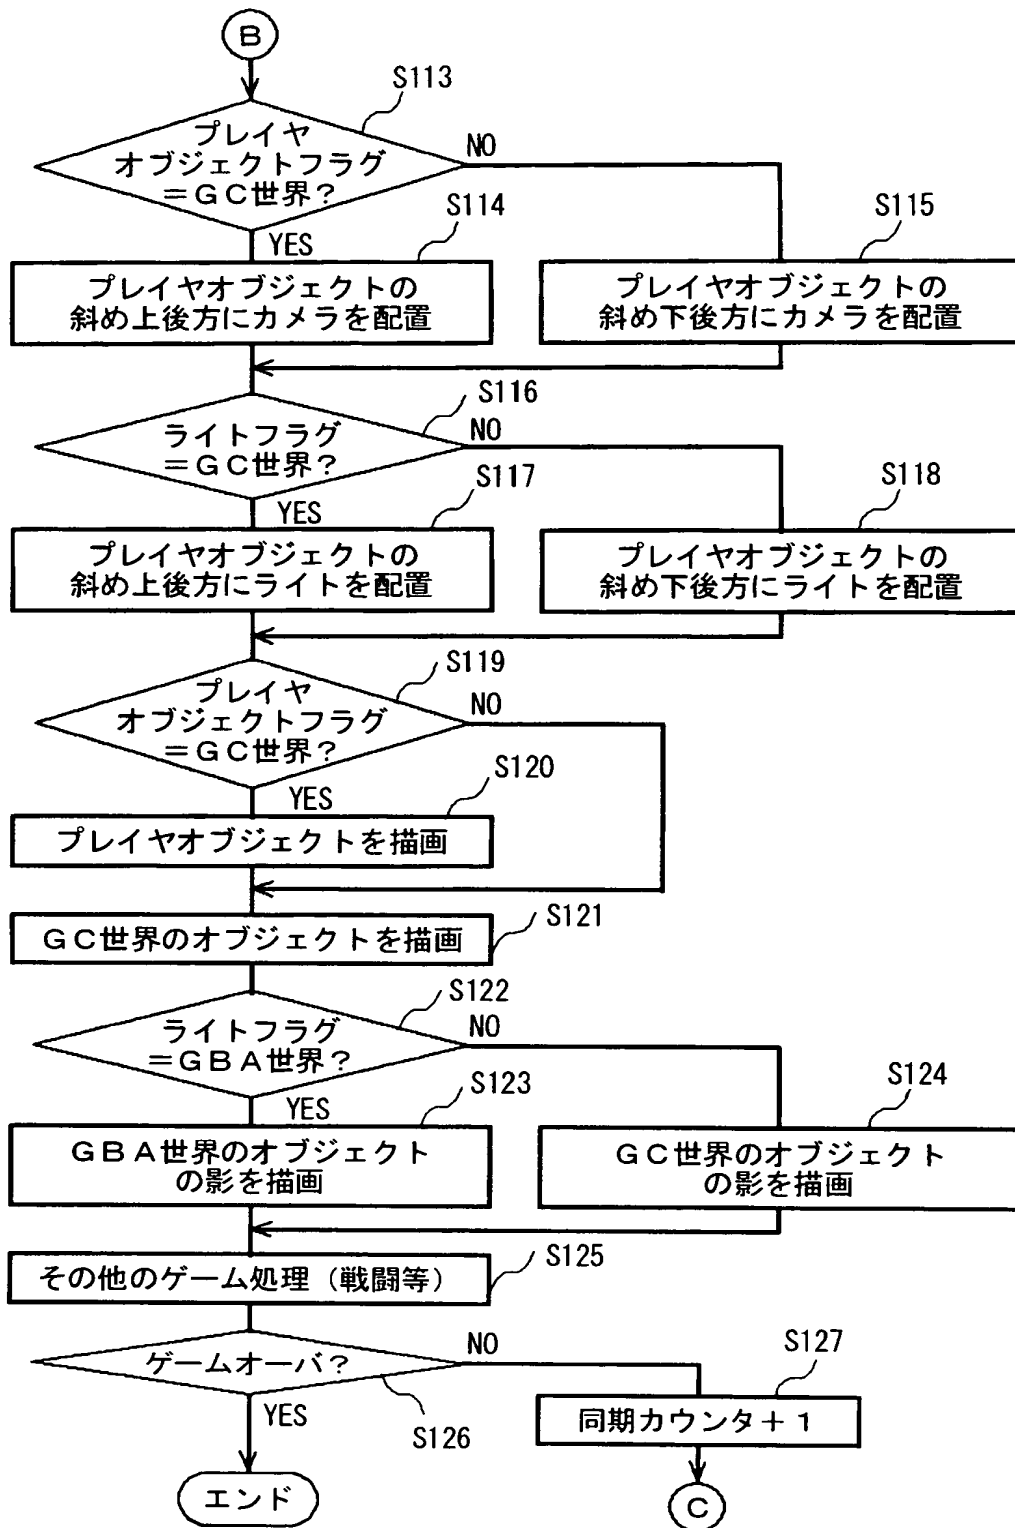 B
S113
プレイヤ
オブジェクトフラグ
=GC世界?
NO
YES
S114
プレイヤオブジェクトの
斜め上後方にカメラを配置
S115
プレイヤオブジェクトの
斜め下後方にカメラを配置
S116
ライトフラグ
=GC世界?
NO
YES
S117
プレイヤオブジェクトの
斜め上後方にライトを配置
S118
プレイヤオブジェクトの
斜め下後方にライトを配置
S119
プレイヤ
オブジェクトフラグ
=GC世界?
NO
YES
S120
プレイヤオブジェクトを描画
S121
GC世界のオブジェクトを描画
S122
ライトフラグ
=GBA世界?
NO
YES
S123
GBA世界のオブジェクト
の影を描画
S124
GC世界のオブジェクト
の影を描画
S125
その他のゲーム処理(戦闘等)
ゲームオーバ?
NO
YES
S126
S127
同期カウンタ+1
エンド
C